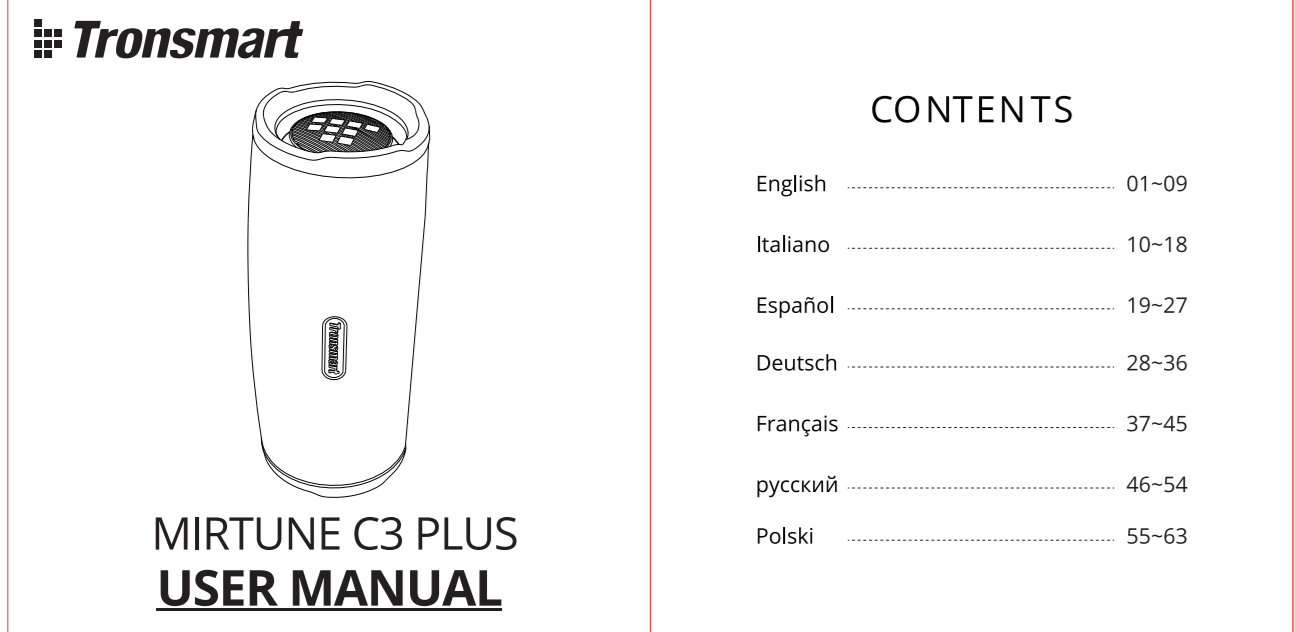 Tronsmart
Tronsmart
MIRTUNE C3 PLUS
USER MANUAL
CONTENTS
English 01~09
Italiano 10~18
Español 19~27
Deutsch 28~36
Français 37~45
русский 46~54
Polski 55~63